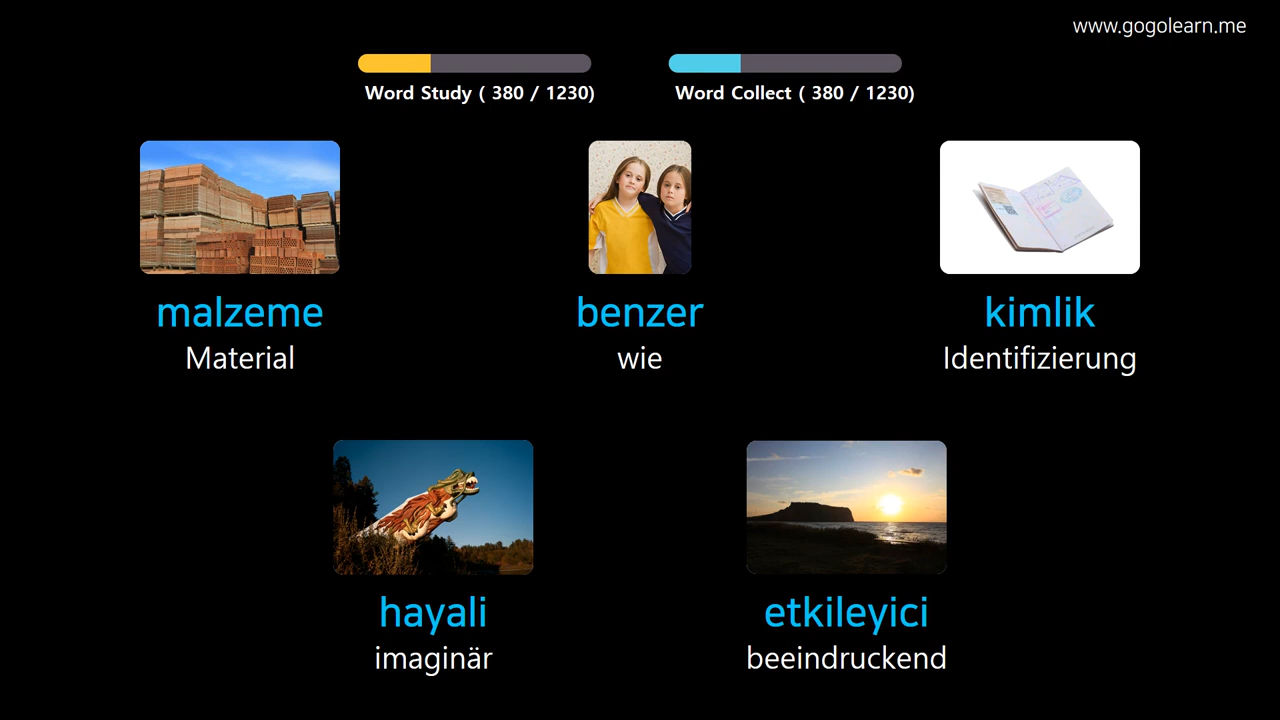 www.gogolearn.me
Word Study ( 380 / 1230)
Word Collect ( 380 / 1230)
malzeme
Material
benzer
wie
kimlik
Identifizierung
hayali
imaginär
etkileyici
beeindruckend